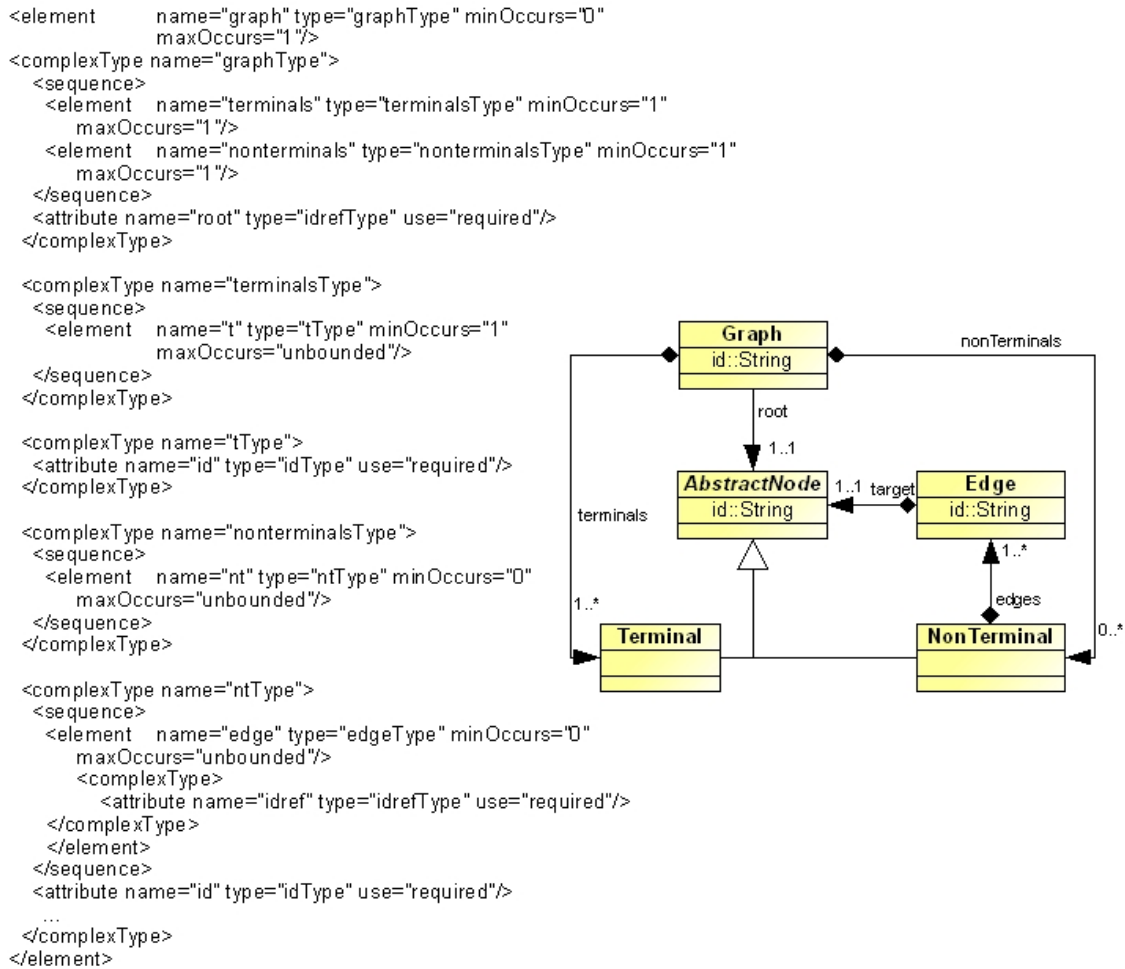 <element name="graph" type="graphType" minOccurs="0"
maxOccurs="1"/>
<complexType name="graphType">
<sequence>
<element name="terminals" type="terminalsType" minOccurs="1"
maxOccurs="1"/>
<element name="nonterminals" type="nonterminalsType" minOccurs="1"
maxOccurs="1"/>
</sequence>
<attribute name="root" type="idrefType" use="required"/>
</complexType>
<complexType name="terminalsType">
<sequence>
<element name="t" type="tType" minOccurs="1"
maxOccurs="unbounded"/>
</sequence>
</complexType>
<complexType name="tType">
<attribute name="id" type="idType" use="required"/>
</complexType>
<complexType name="nonterminalsType">
<sequence>
<element name="nt" type="ntType" minOccurs="0"
maxOccurs="unbounded"/>
</sequence>
</complexType>
<complexType name="ntType">
<sequence>
<element name="edge" type="edgeType" minOccurs="0"
maxOccurs="unbounded"/>
<complexType>
<attribute name="idref" type="idrefType" use="required"/>
</complexType>
</element>
</sequence>
<attribute name="id" type="idType" use="required"/>
...
</complexType>
</element>
Graph
id::String
nonTerminals
root
1..1
AbstractNode
id::String
1..1 target
Edge
id::String
terminals
1..*
edges
1..*
Terminal
NonTerminal
0..*